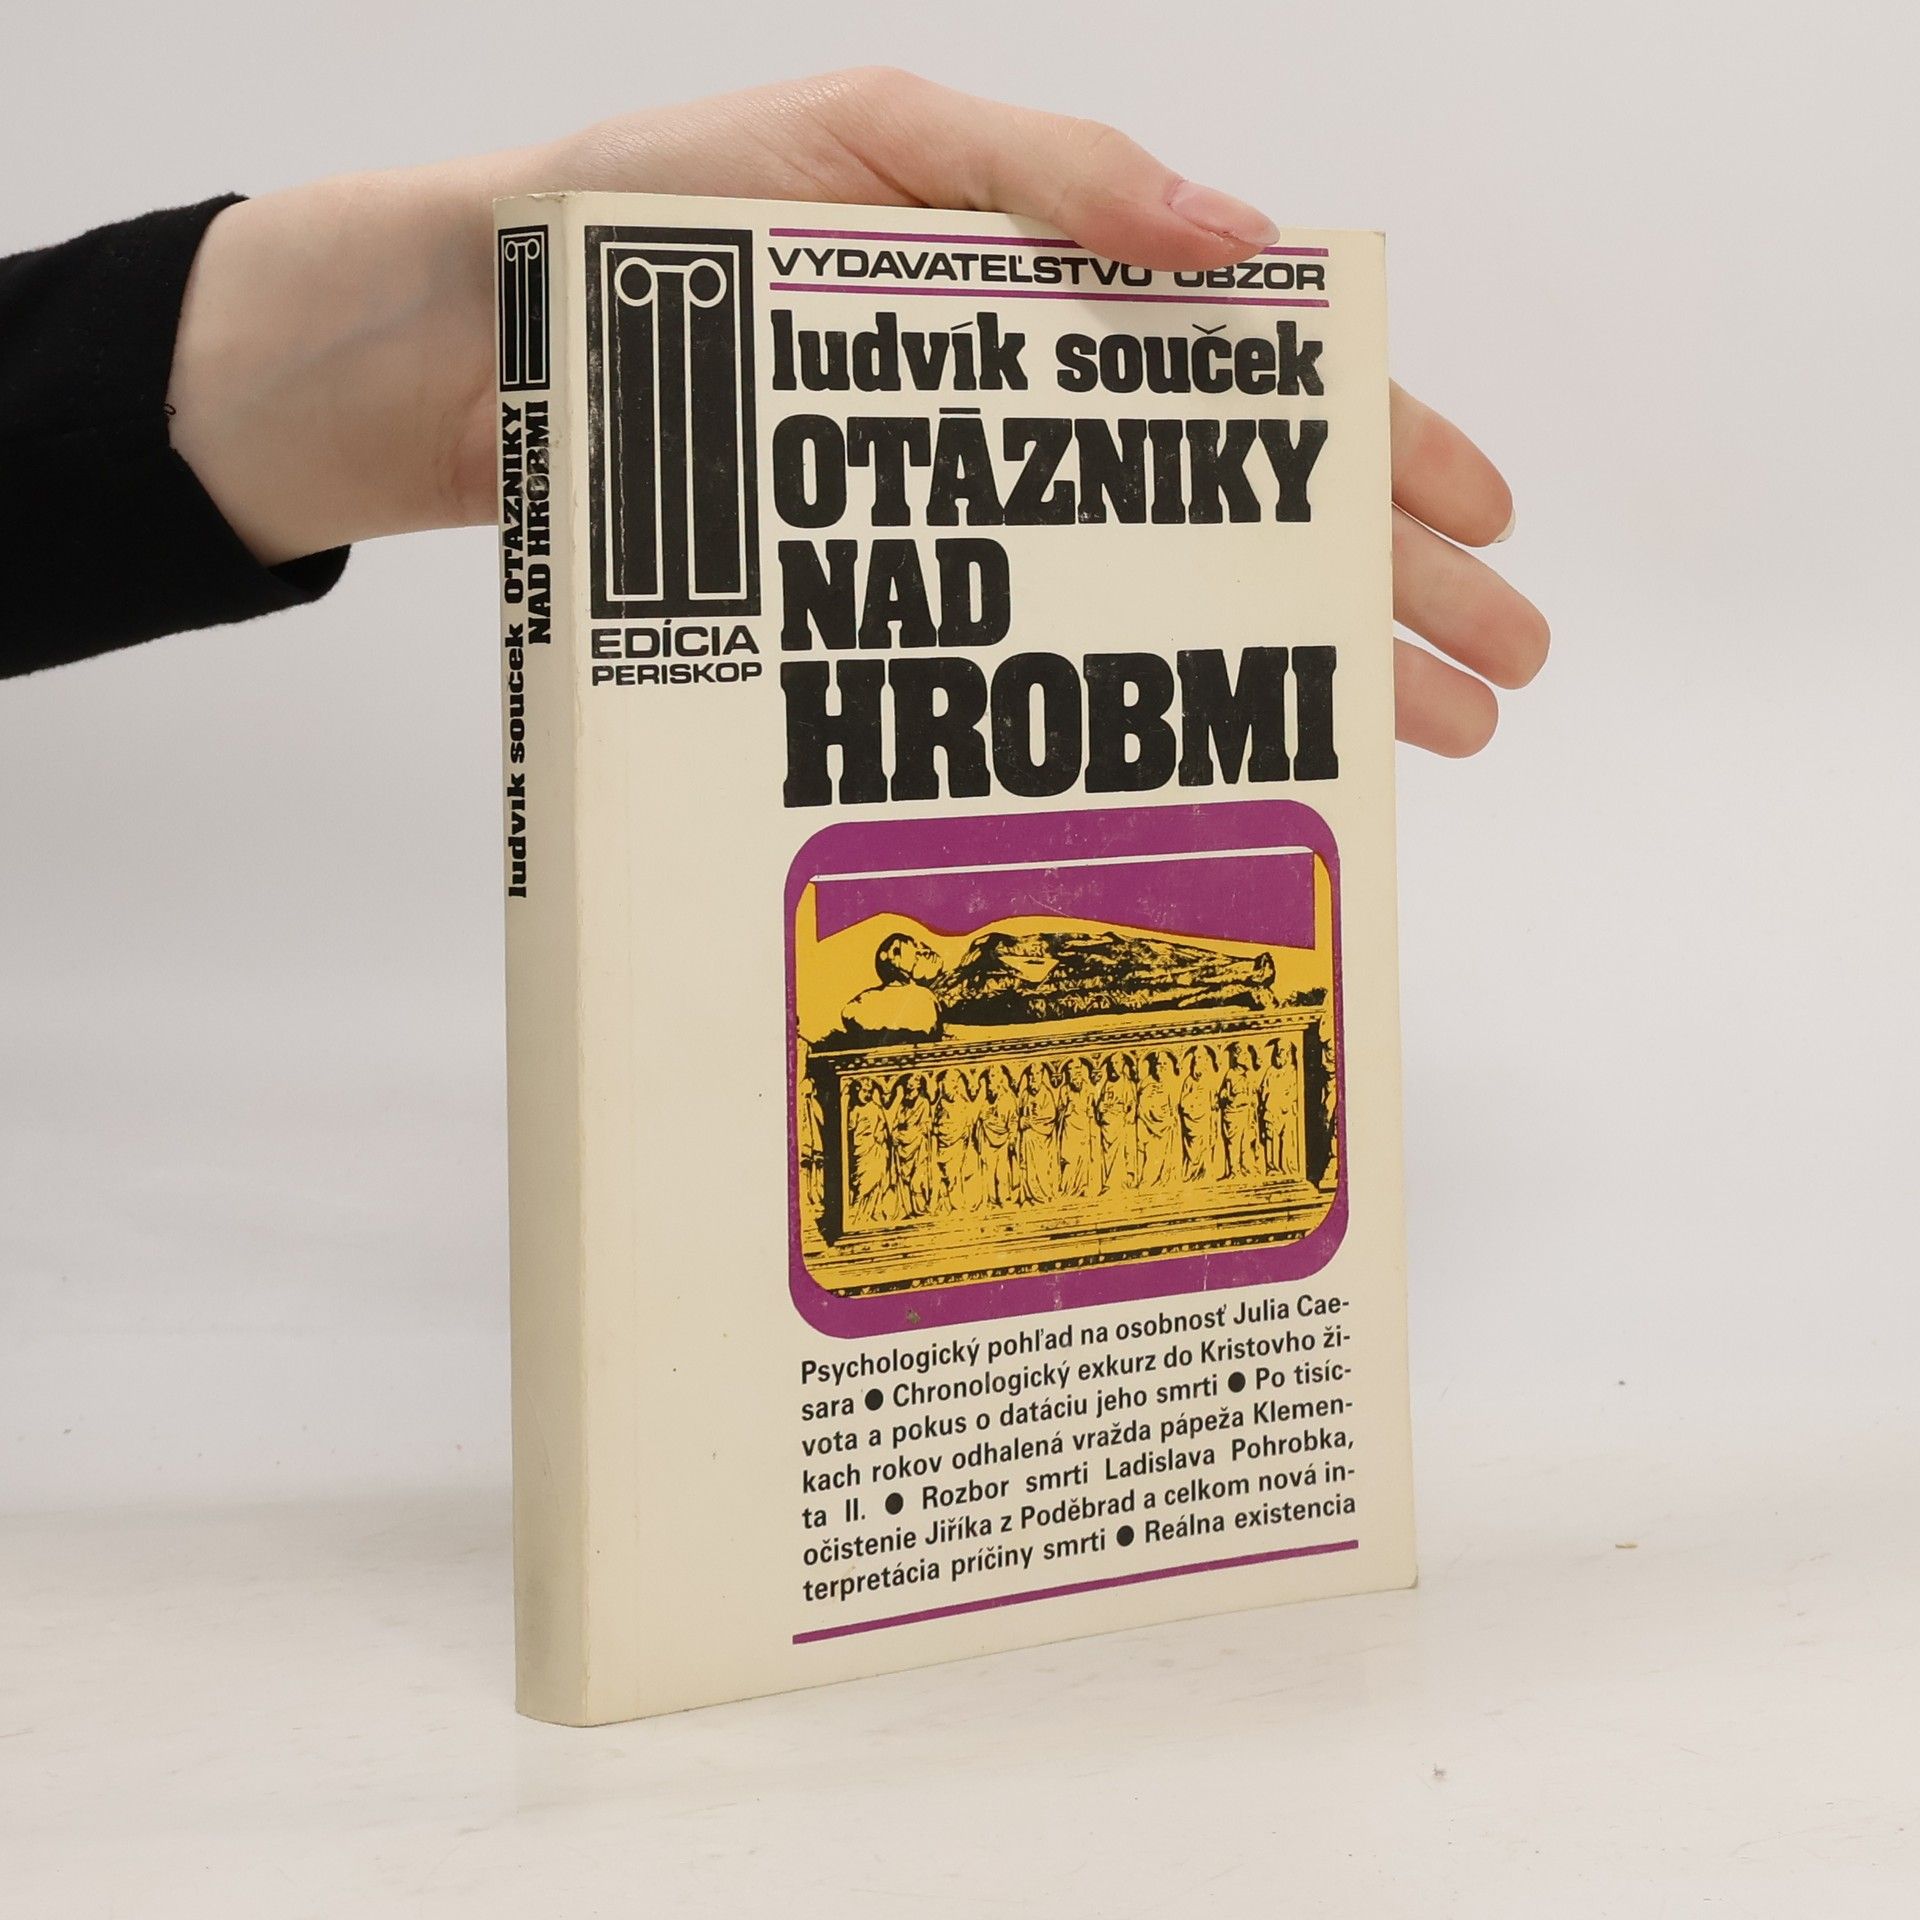 VYDAVATEĽSTVO OBZOR
ludvík souček
OTÁZNIKY
NAD
HROBMI
EDÍCIA
PERISKOP
ludvík souček OTÁZNIKY
NAD HROBMI
Psychologický pohľad na osobnosť Julia Cae-
sara ● Chronologický exkurz do Kristovho ži-
vota a pokus o datáciu jeho smrti ● Po tisíc-
kach rokov odhalená vražda pápeža Klemen-
ta II. ● Rozbor smrti Ladislava Pohrobka,
očistenie Jiříka z Poděbrad a celkom nová in-
terpretácia príčiny smrti ● Reálna existencia